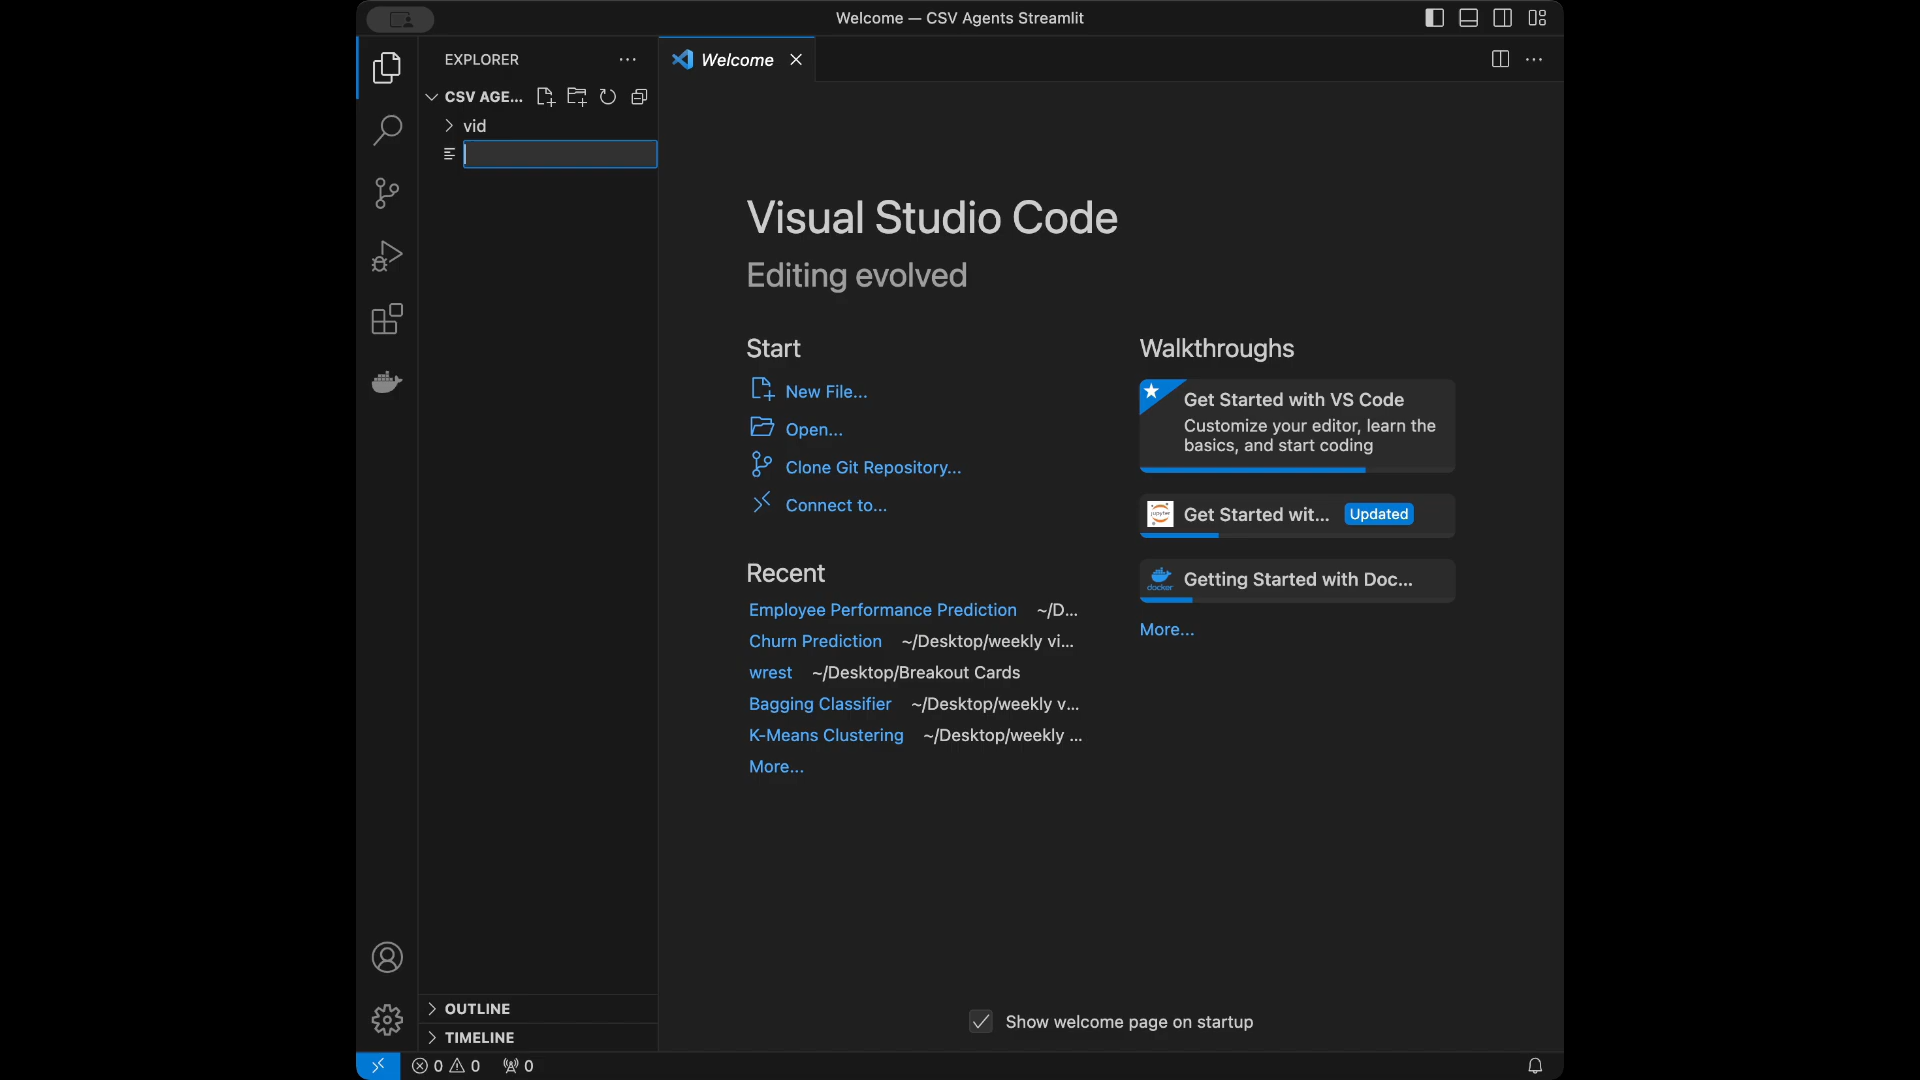 Welcome — CSV Agents Streamlit
EXPLORER
Welcome
CSV AGE...
vid
Visual Studio Code
Editing evolved
Start
New File...
Open...
Clone Git Repository...
Connect to...
Recent
Employee Performance Prediction ~/D...
Churn Prediction ~/Desktop/weekly vi...
wrest ~/Desktop/Breakout Cards
Bagging Classifier ~/Desktop/weekly v...
K-Means Clustering ~/Desktop/weekly ...
More...
Walkthroughs
Get Started with VS Code
Customize your editor, learn the
basics, and start coding
jupyter
Get Started wit... Updated
docker
Getting Started with Doc...
More...
OUTLINE
TIMELINE
Show welcome page on startup
0 0 0